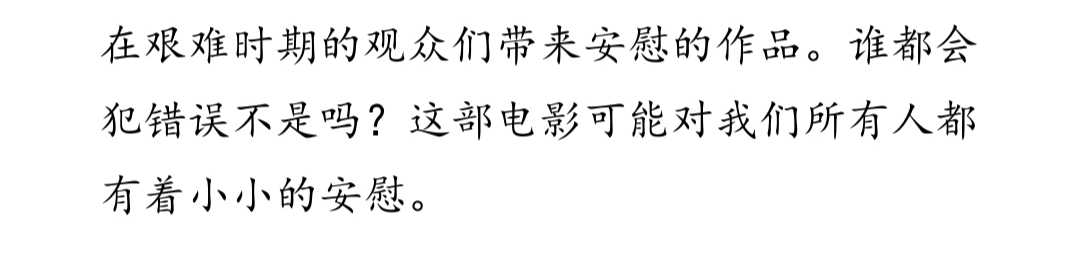 在艰难时期的观众们带来安慰的作品。谁都会
犯错误不是吗？这部电影可能对我们所有人都
有着小小的安慰。